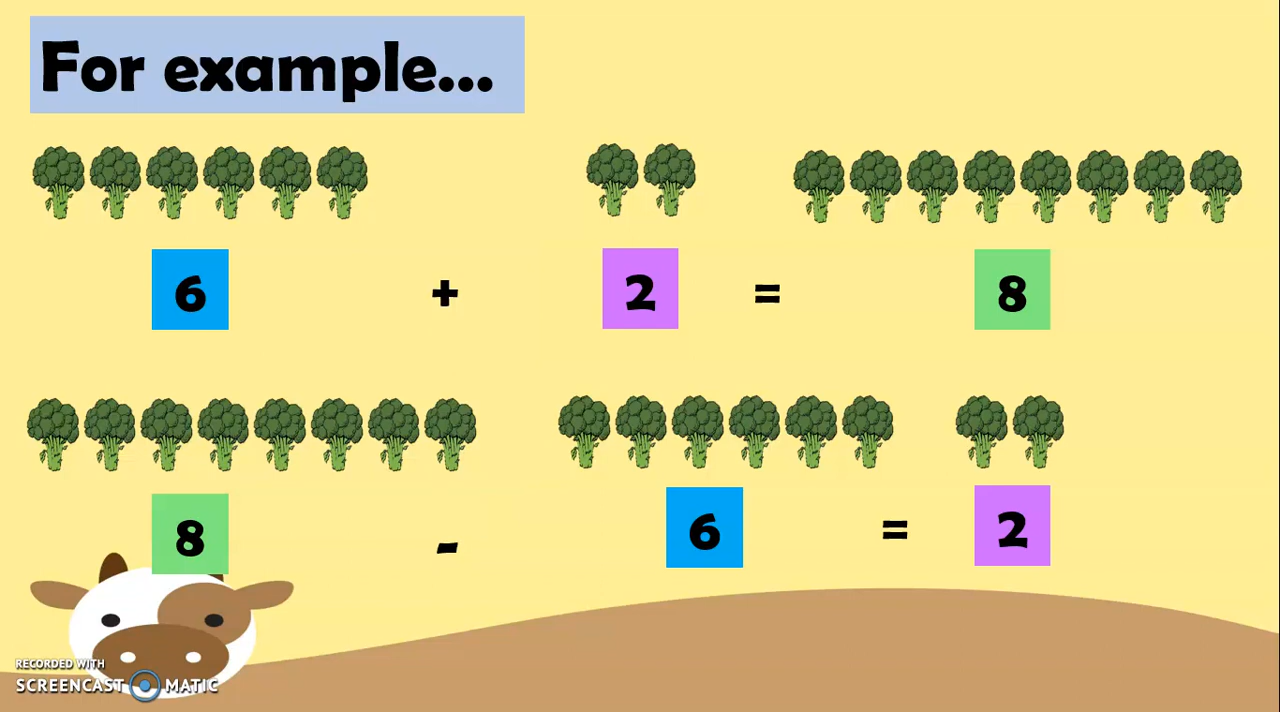 For example...
6 + 2 = 8
8 - 6 = 2
RECORDED WITH
SCREENCAST MATIC